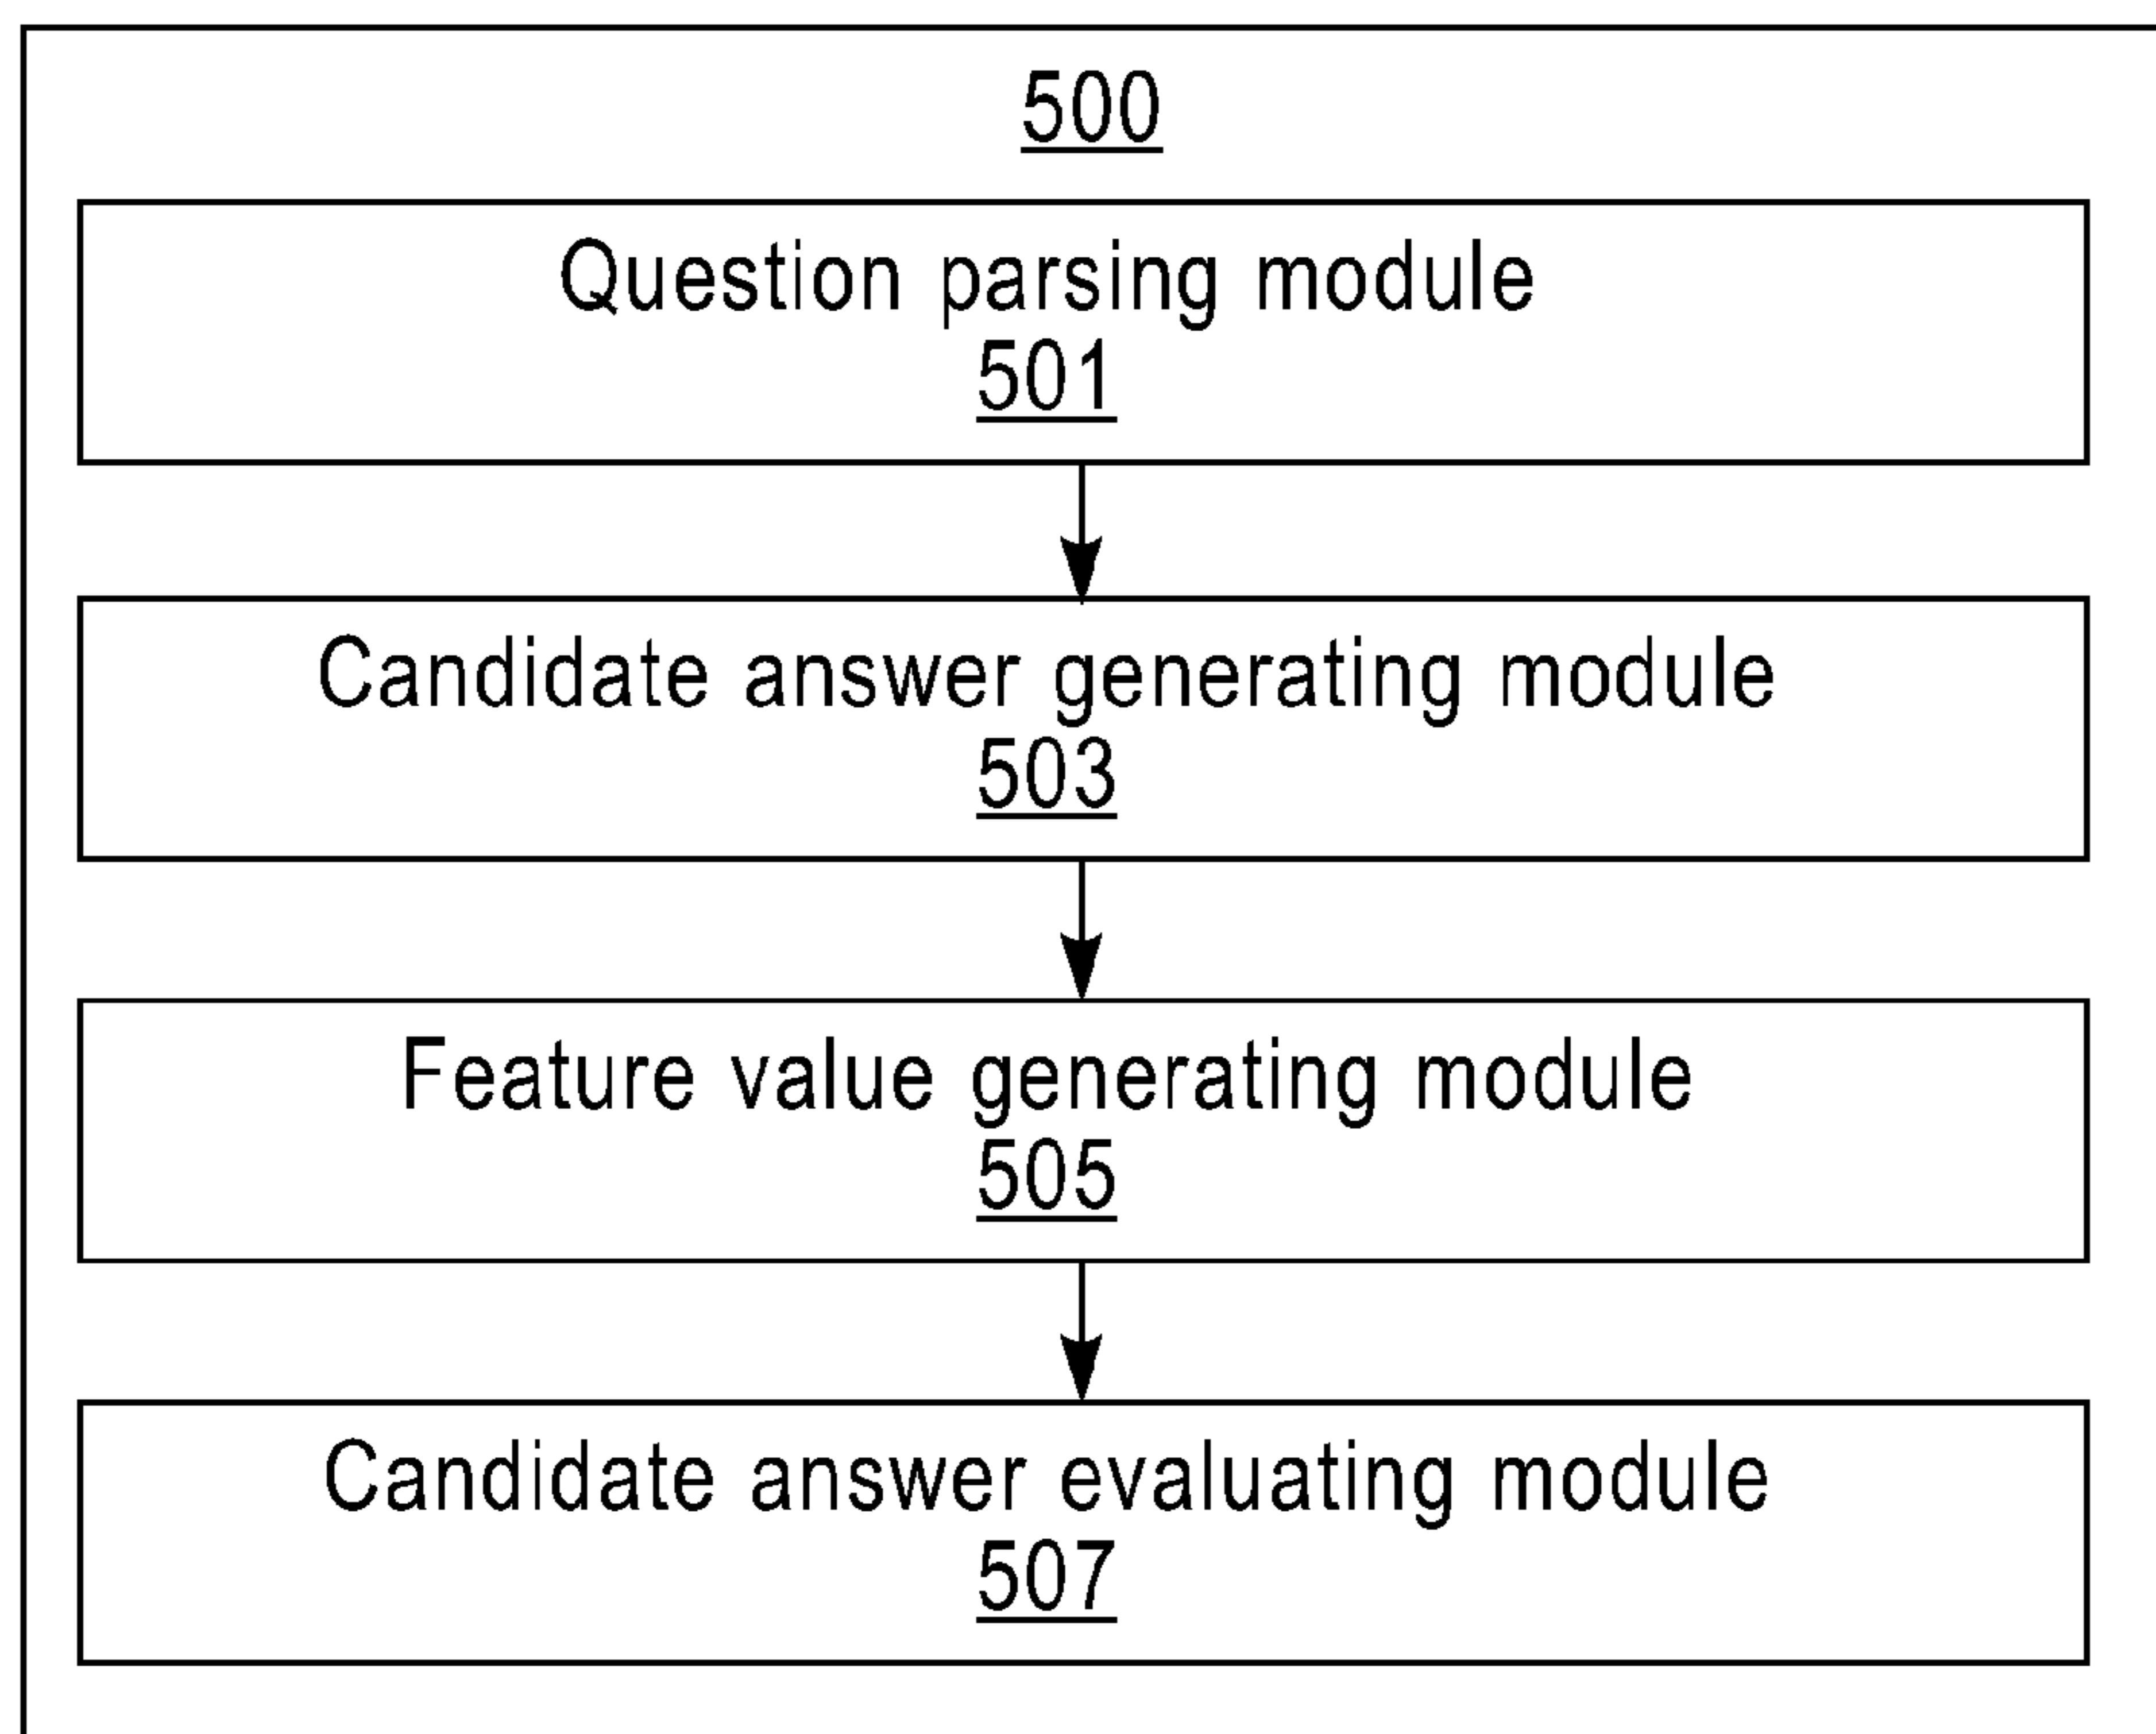 500
Question parsing module
501
Candidate answer generating module
503
Feature value generating module
505
Candidate answer evaluating module
507